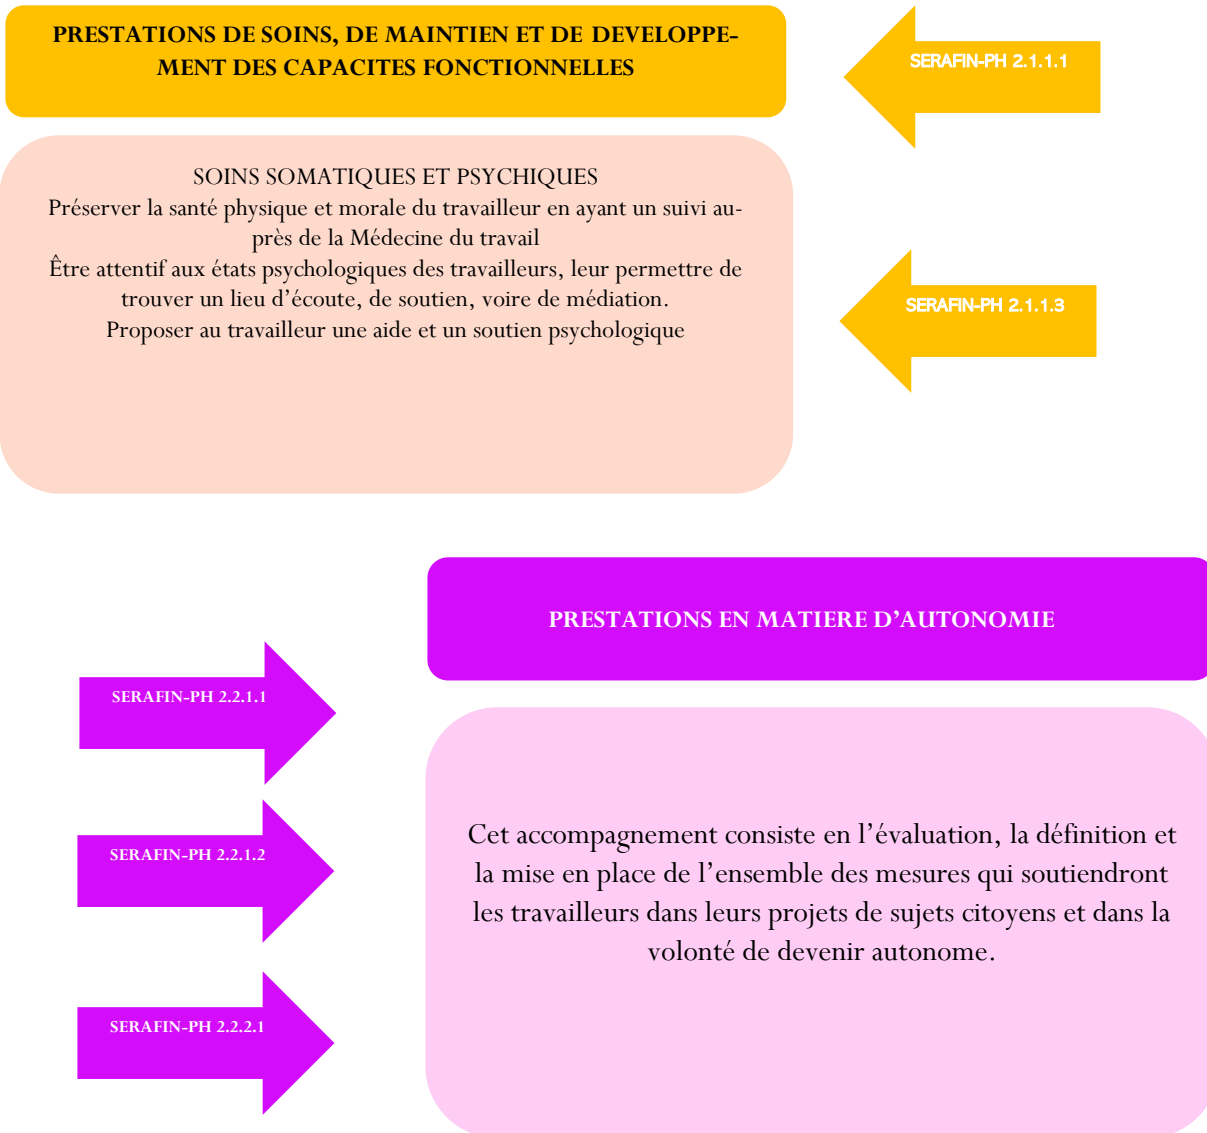 PRESTATIONS DE SOINS, DE MAINTIEN ET DE DEVELOPPE-
MENT DES CAPACITES FONCTIONNELLES
SERAFIN-PH 2.1.1.1
SOINS SOMATIQUES ET PSYCHIQUES
Préserver la santé physique et morale du travailleur en ayant un suivi au-
près de la Médecine du travail
Être attentif aux états psychologiques des travailleurs, leur permettre de
trouver un lieu d’écoute, de soutien, voire de médiation.
Proposer au travailleur une aide et un soutien psychologique
SERAFIN-PH 2.1.1.3
PRESTATIONS EN MATIERE D’AUTONOMIE
SERAFIN-PH 2.2.1.1
SERAFIN-PH 2.2.1.2
SERAFIN-PH 2.2.2.1
Cet accompagnement consiste en l’évaluation, la définition et
la mise en place de l’ensemble des mesures qui soutiendront
les travailleurs dans leurs projets de sujets citoyens et dans la
volonté de devenir autonome.